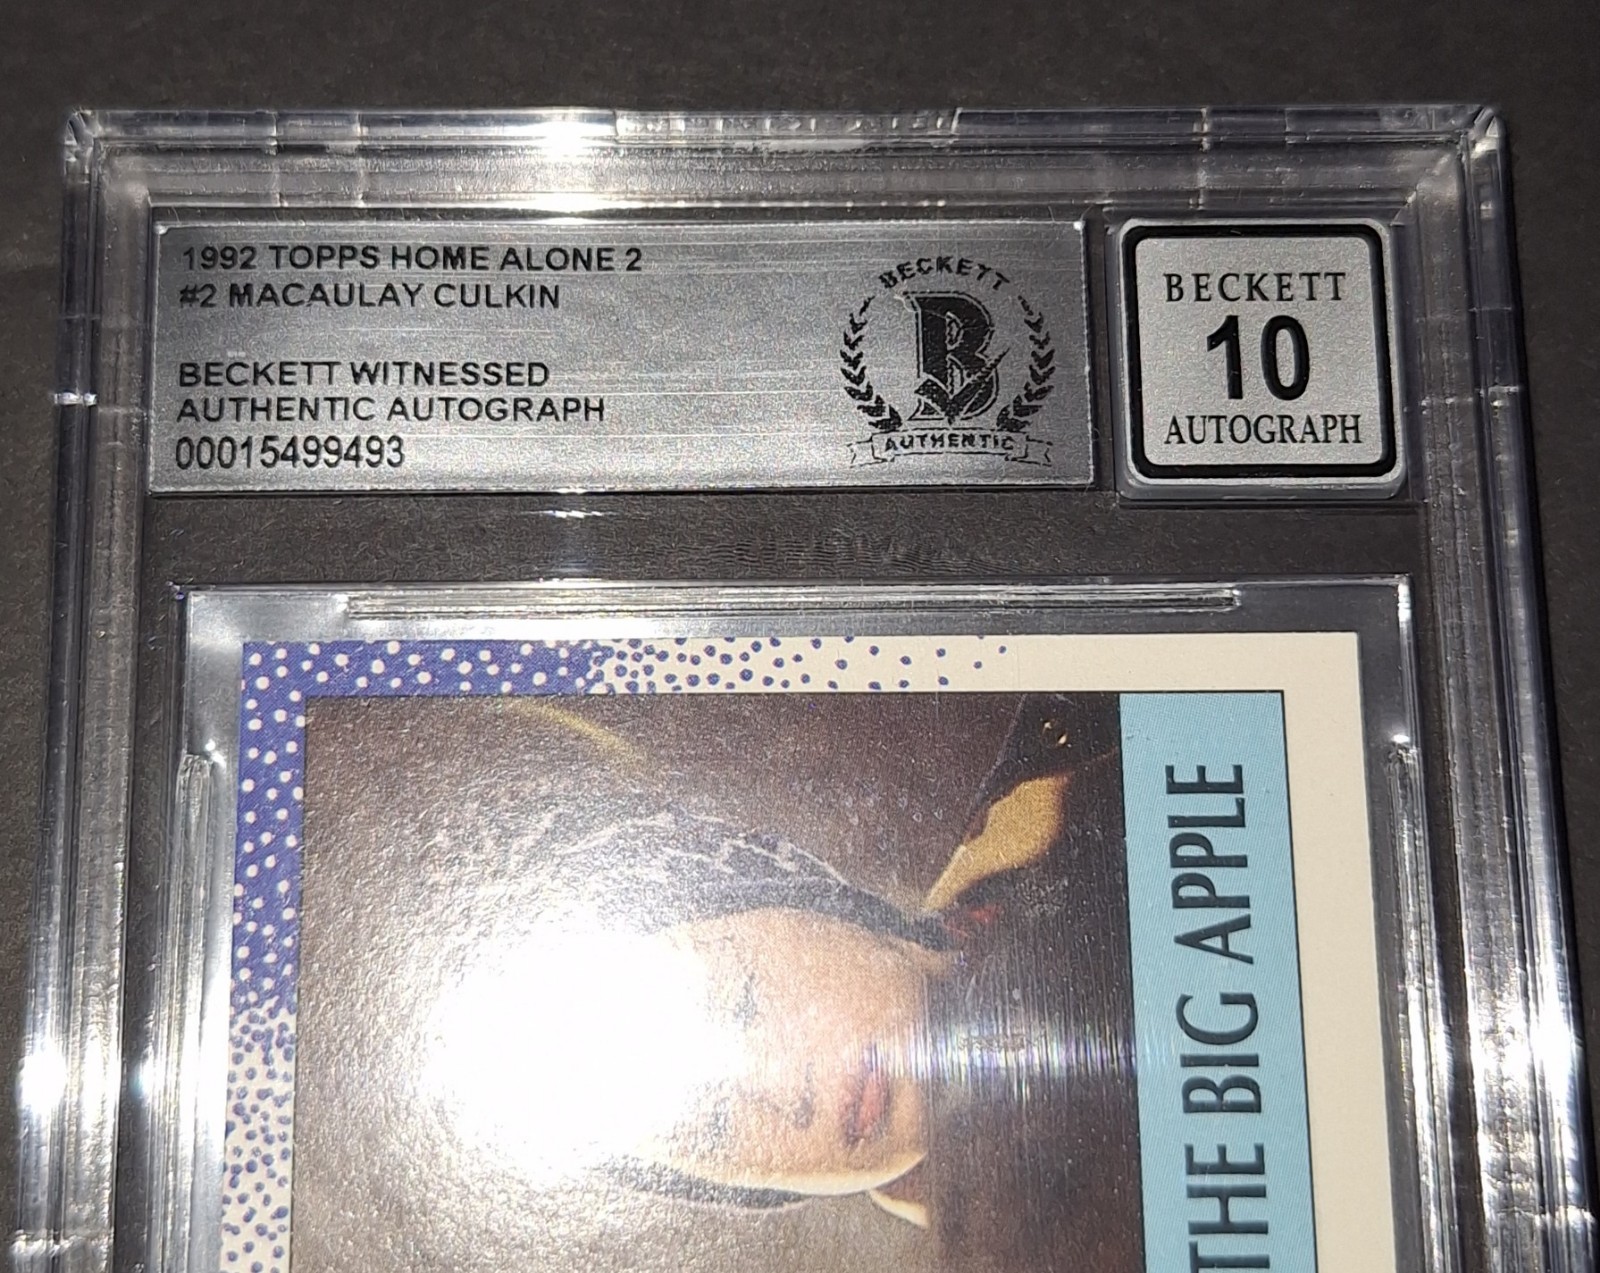 1992 TOPPS HOME ALONE 2
#2 MACAULAY CULKIN
BECKETT WITNESSED
AUTHENTIC AUTOGRAPH
00015499493
BECKETT
B
AUTHENTIC
BECKETT
10
AUTOGRAPH
THE BIG APPLE